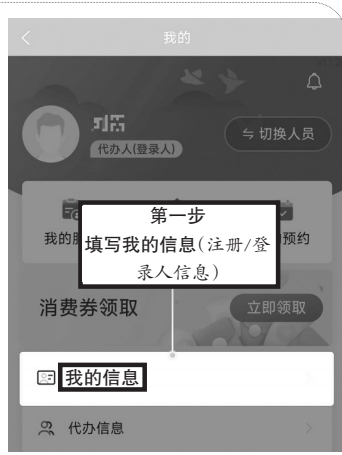 我的
代办人(登录人)
切换人员
第一步
填写我的信息(注册/登
录人信息)
我的
预约
消费券领取
立即领取
我的信息
代办信息